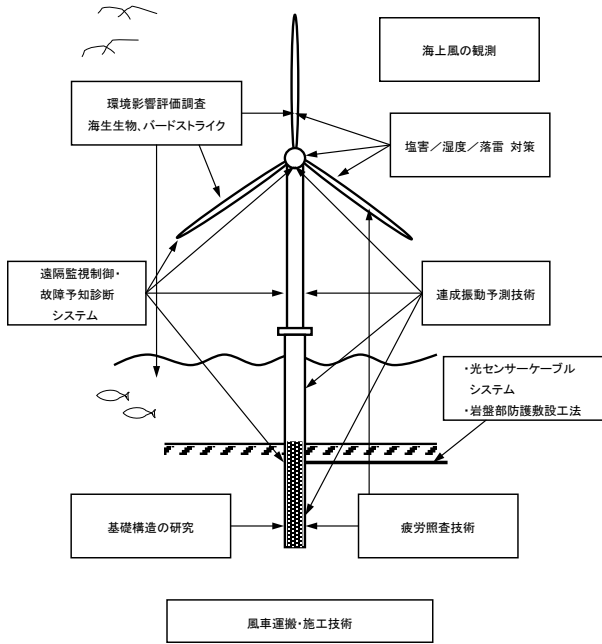 海上風の観測
環境影響評価調査
海生生物、バードストライク
塩害／湿度／落雷 対策
遠隔監視制御・
故障予知診断
システム
連成振動予測技術
・光センサーケーブル
システム
・岩盤部防護敷設工法
基礎構造の研究
疲労照査技術
風車運搬・施工技術